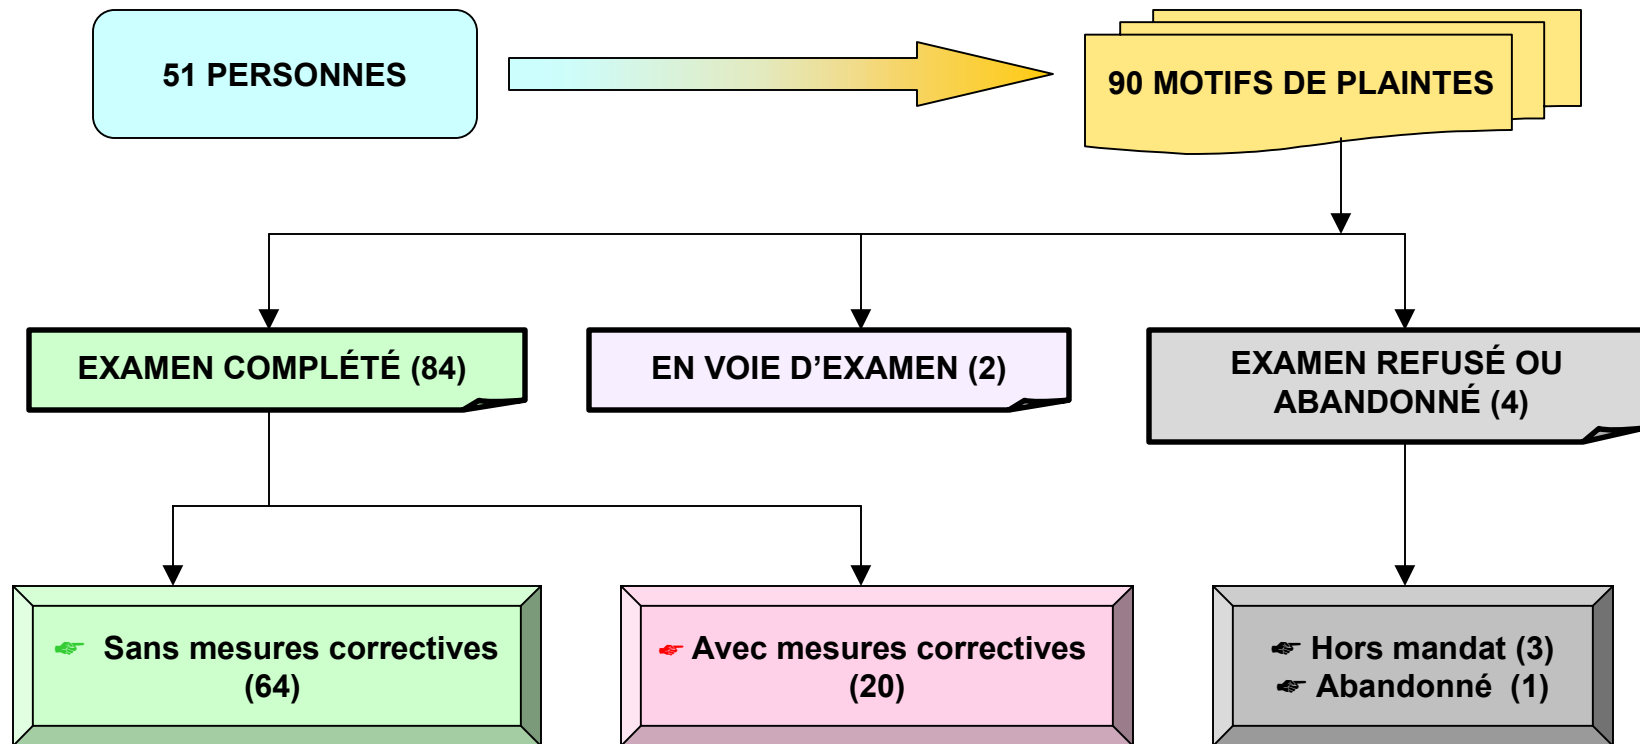 51 PERSONNES
90 MOTIFS DE PLAINTES
EXAMEN COMPLÉTÉ (84)
EN VOIE D’EXAMEN (2)
EXAMEN REFUSÉ OU
ABANDONNÉ (4)
☛ Sans mesures correctives
(64)
☛ Avec mesures correctives
(20)
☛ Hors mandat (3)
☛ Abandonné (1)